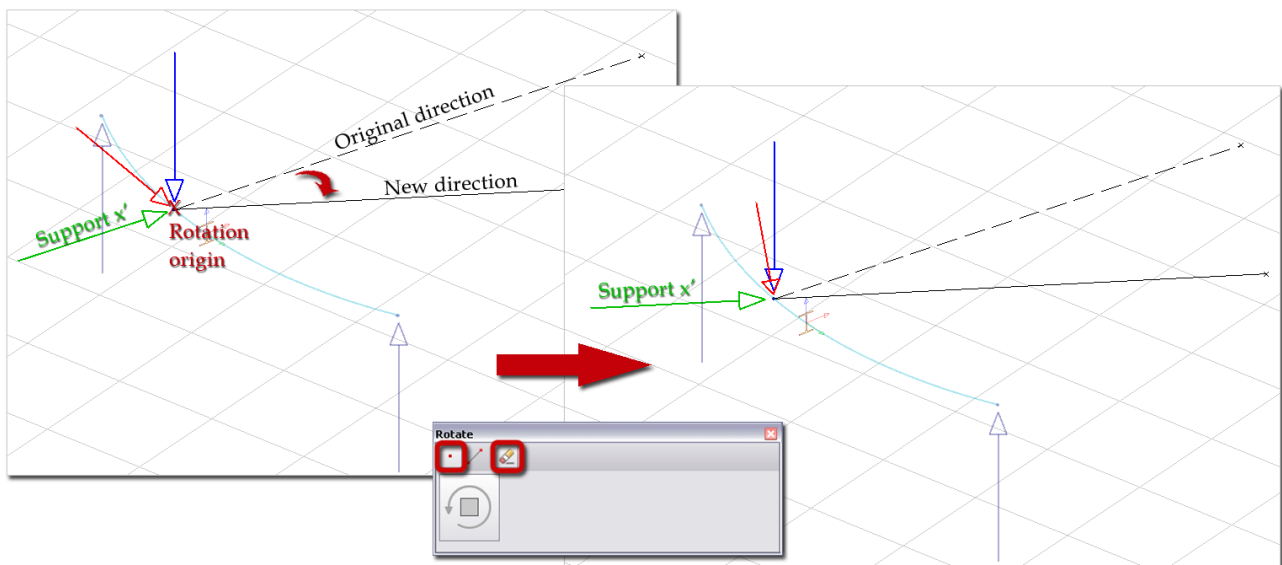 Original direction
New direction
Support x'
Rotation
origin
Support x'
Rotate